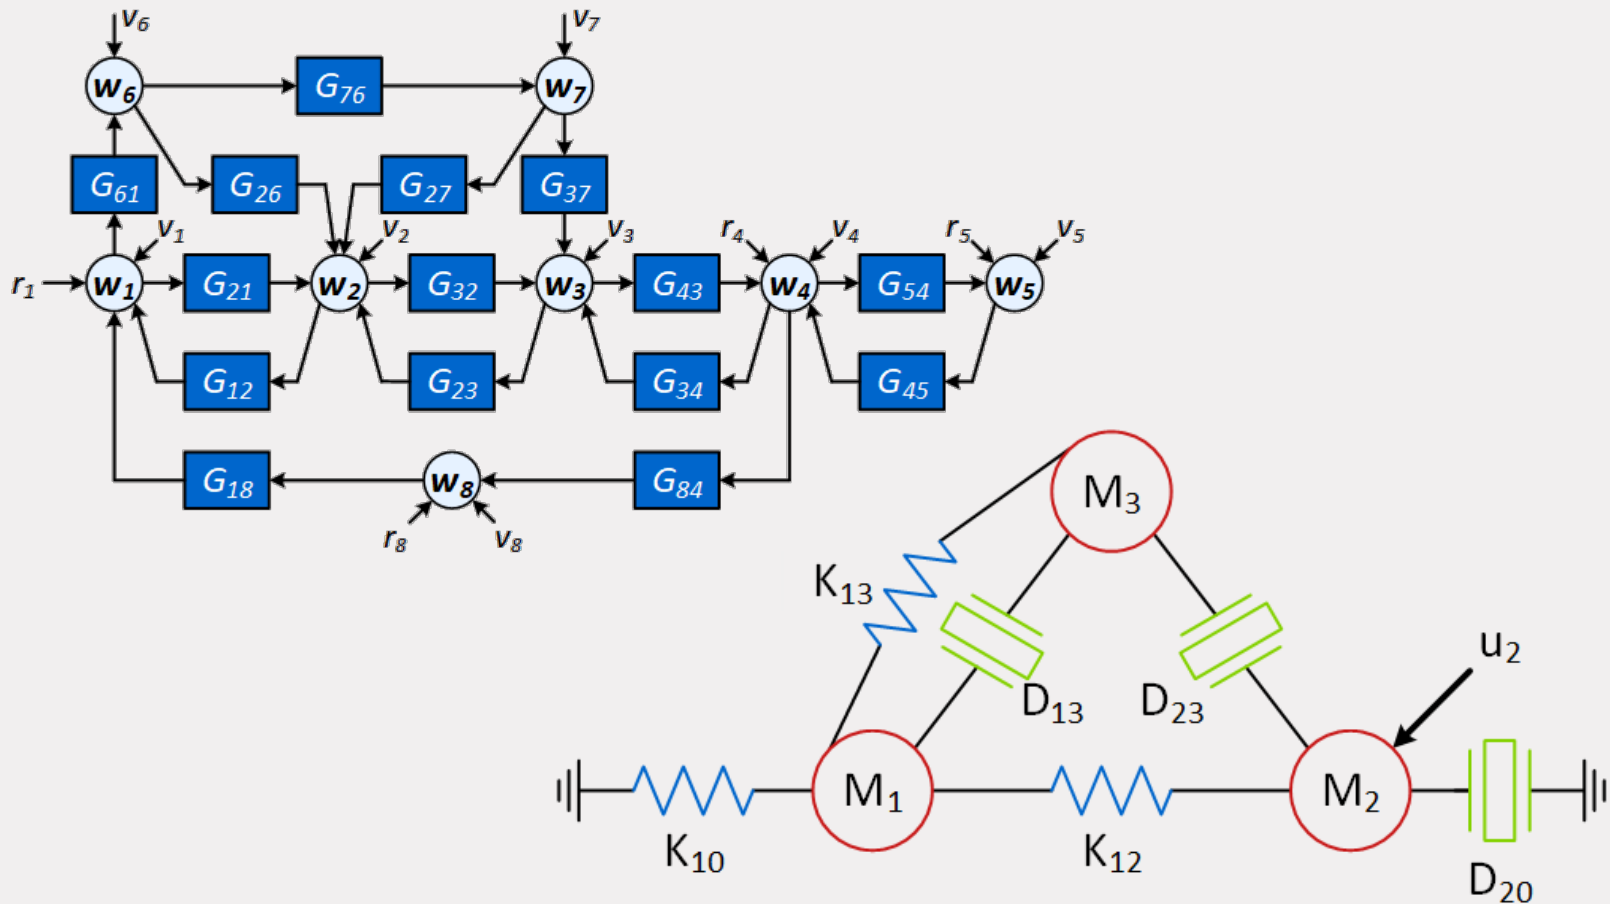 v6 v7
w6 G76 w7
G61 G26 G27 G37
v1 v2 v3 r4 v4 r5 v5
r1 w1 G21 w2 G32 w3 G43 w4 G54 w5
G12 G23 G34 G45
G18 w8 G84
r8 v8
M3
K13
u2
D13 D23
M1 M2
K10 K12
D20